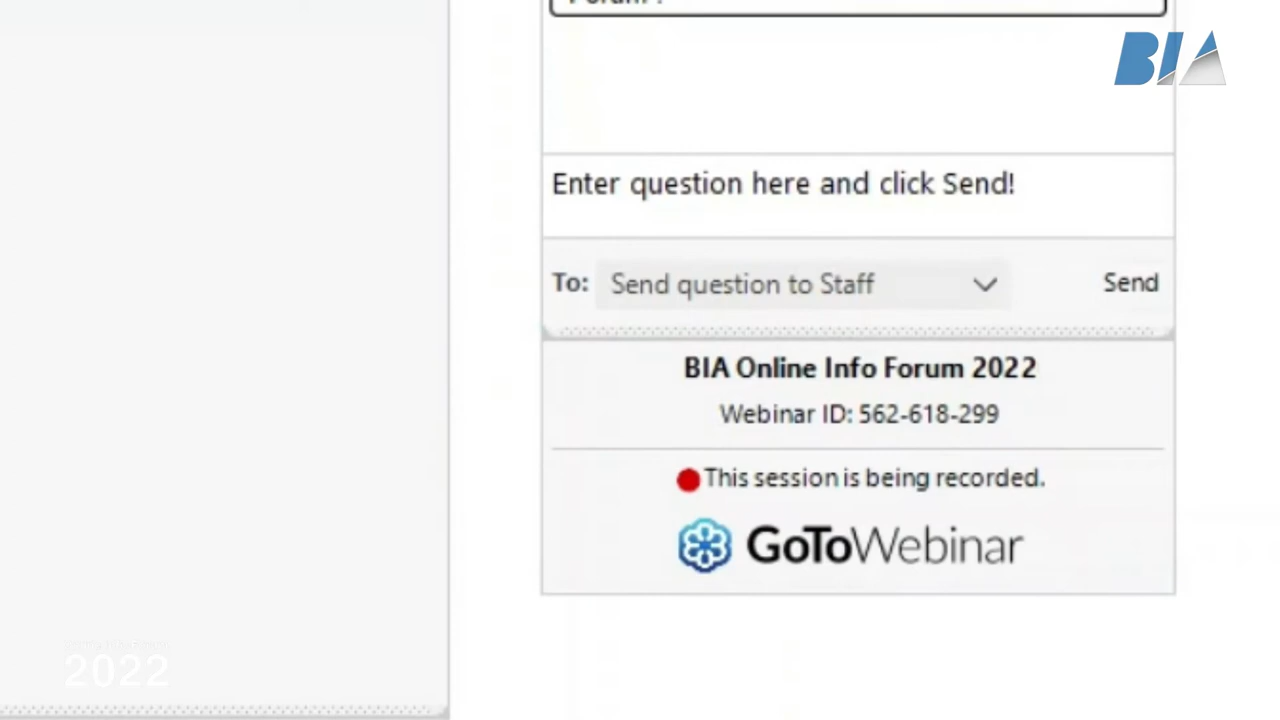 BIA
Enter question here and click Send!
To: Send question to Staff Send
BIA Online Info Forum 2022
Webinar ID: 562-618-299
This session is being recorded.
GoToWebinar
2022